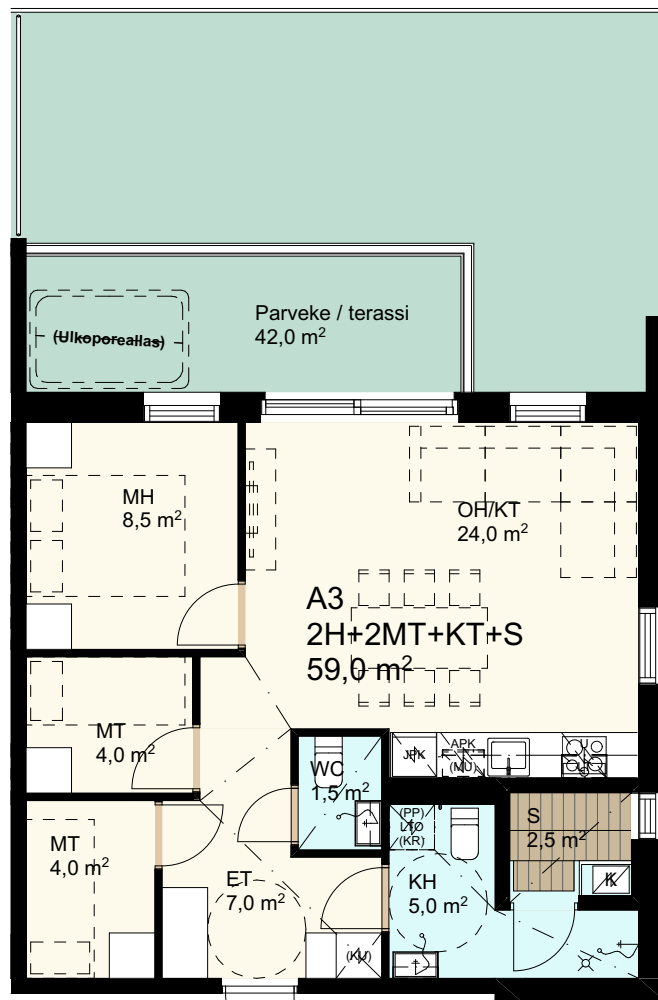 Parveke / terassi
42,0 m²
(Ulkoporeallas)
MH
8,5 m²
OH/KT
24,0 m²
A3
2H+2MT+KT+S
59,0 m²
MT
4,0 m²
WC
1,5 m²
JPK
APK
(MU)
U
MT
4,0 m²
ET
7,0 m²
(KU)
(PP)
LTO
(KR)
KH
5,0 m²
S
2,5 m²
K